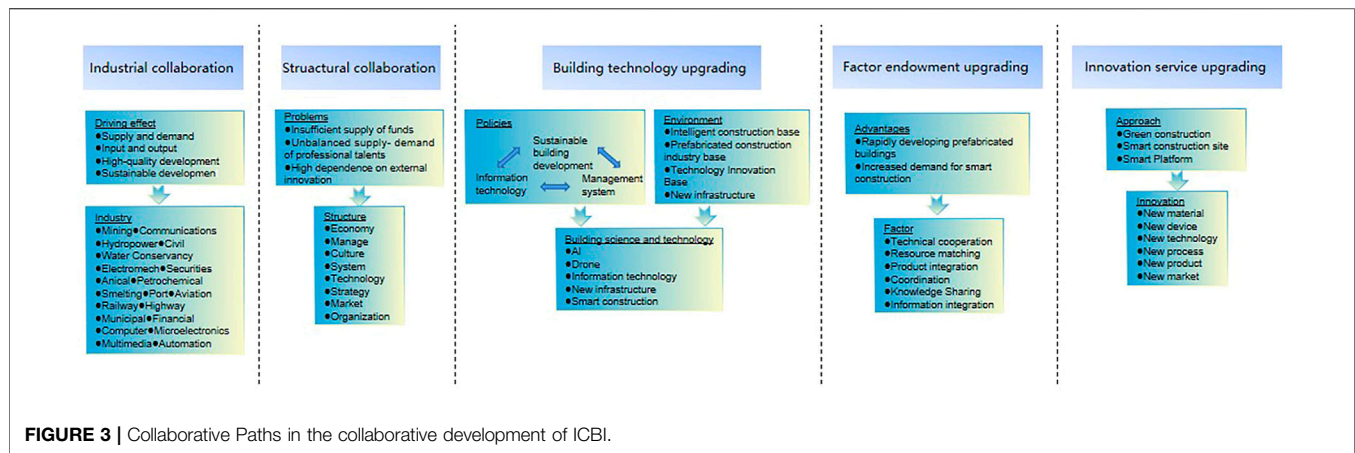 Industrial collaboration
Driving effect
●Supply and demand
●Input and output
●High-quality development
●Sustainable developmen
Industry
●Mining●Communications
●Hydropower●Civil
●Water Conservancy
●Electromech●Securities
●Anical●Petrochemical
●Smelting●Port●Aviation
●Railway●Highway
●Municipal●Financial
●Computer●Microelectronics
●Multimedia●Automation
Struactural collaboration
Problems
●Insufficient supply of funds
●Unbalanced supply- demand
of professional talents
●High dependence on external
innovation
Structure
●Economy
●Manage
●Culture
●System
●Technology
●Strategy
●Market
●Organization
Building technology upgrading
Policies
Sustainable
building
development
Information
technology
Management
system
Environment
●Intelligent construction base
●Prefabricated construction
industry base
●Technology Innovation
Base
●New infrastructure
Building science and technology
●AI
●Drone
●Information technology
●New infrastructure
●Smart construction
Factor endowment upgrading
Advantages
●Rapidly developing prefabricated
buildings
●Increased demand for smart
construction
Factor
●Technical cooperation
●Resource matching
●Product integration
●Coordination
●Knowledge Sharing
●Information integration
Innovation service upgrading
Approach
●Green construction
●Smart construction site
●Smart Platform
Innovation
●New material
●New device
●New technology
●New process
●New product
●New market
FIGURE 3 | Collaborative Paths in the collaborative development of ICBI.